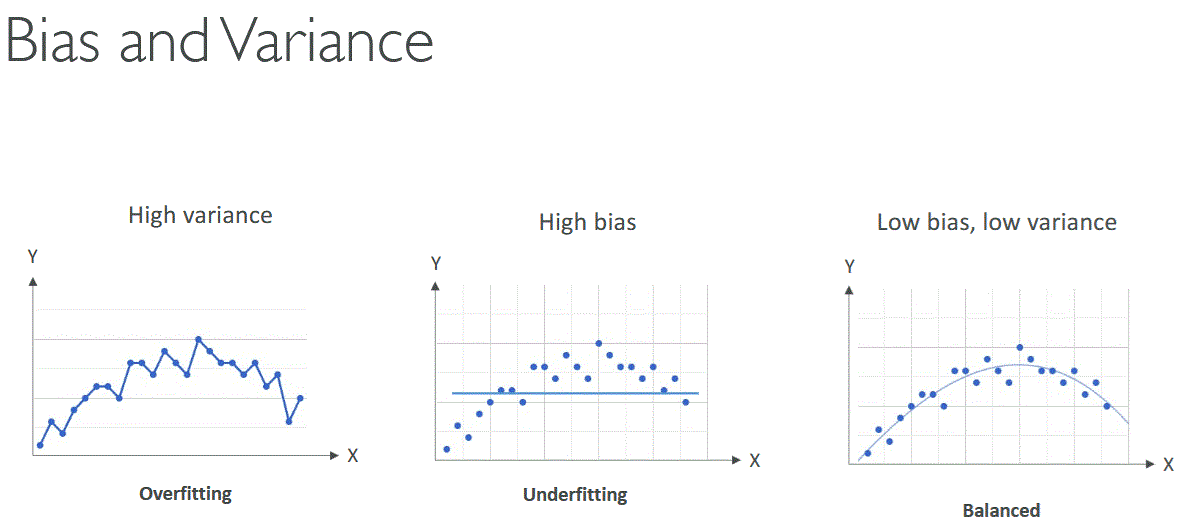 Bias and Variance
High variance
Y
X
Overfitting
High bias
Y
X
Underfitting
Low bias, low variance
Y
X
Balanced